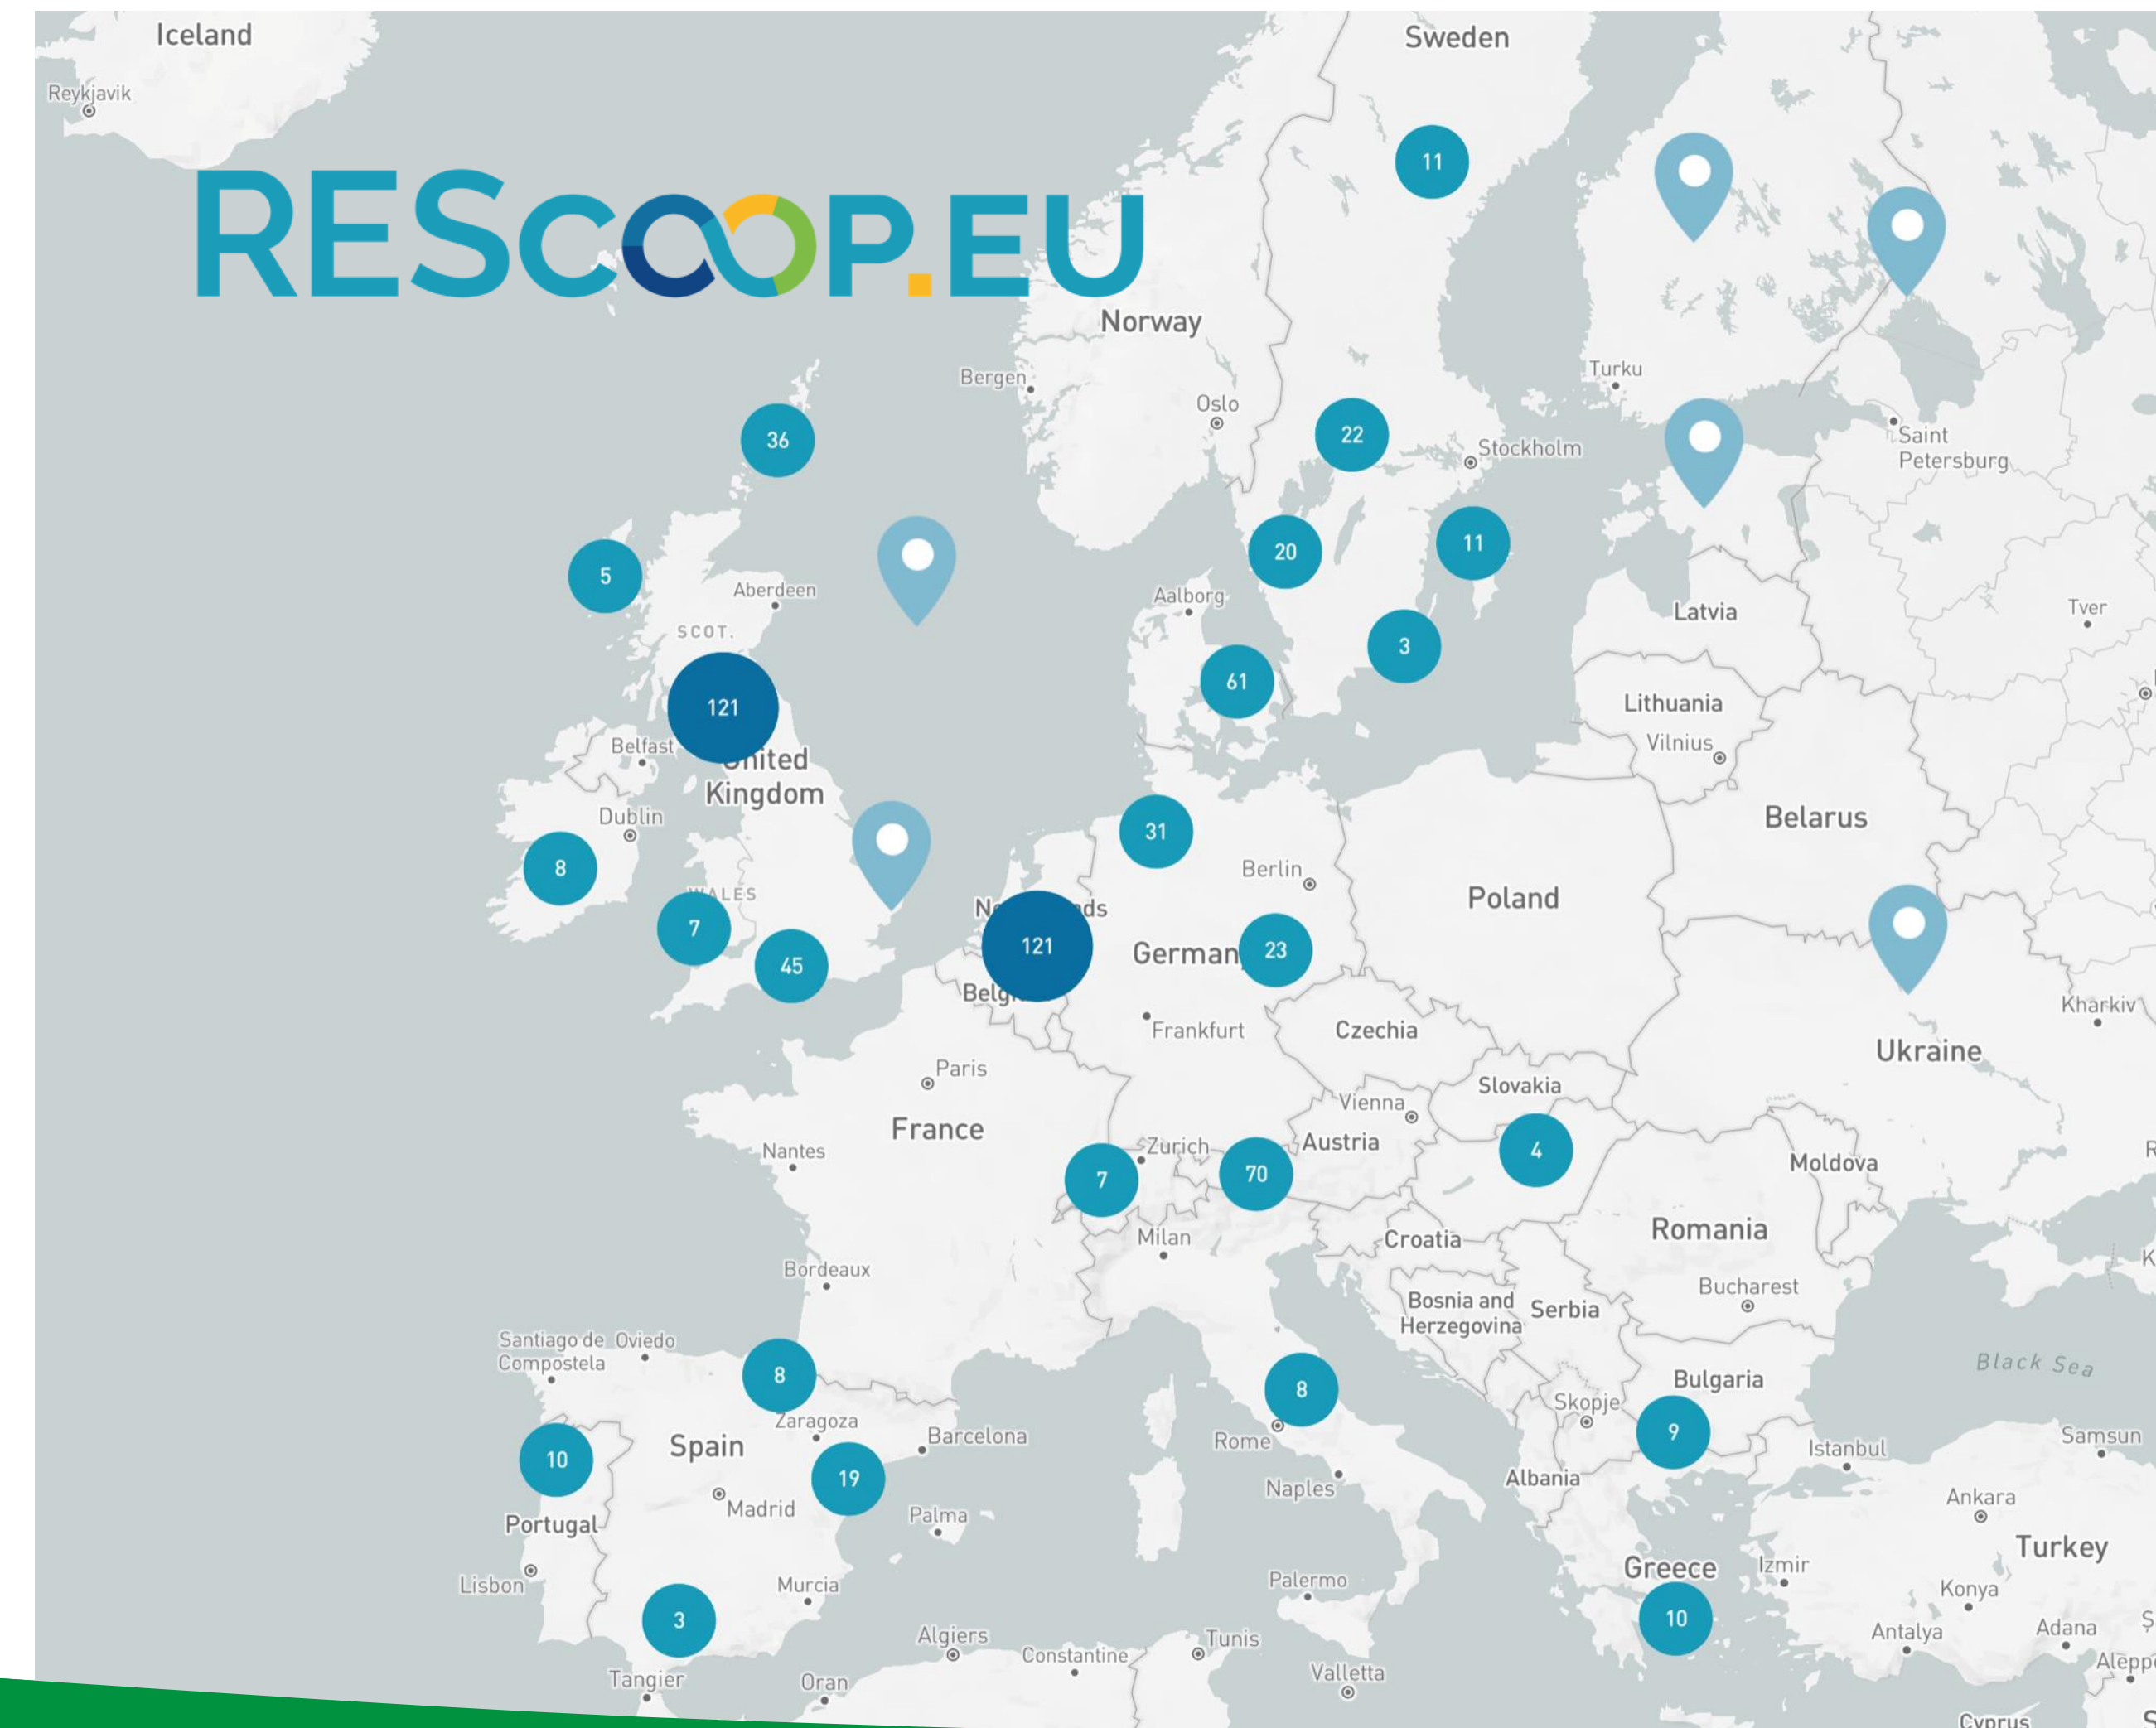 Iceland
Sweden
Reykjavik
11
RESCOOP.EU
Norway
Bergen
Turku
Oslo
36
22
Stockholm
Saint
Petersburg
20
11
5
Aberdeen
Aalborg
Latvia
Tver
SCOT.
3
61
121
Lithuania
Belfast
Vilnius
United
Kingdom
Dublin
31
Belarus
8
Berlin
WALES
Poland
7
121
German
23
45
Frankfurt
Czechia
Kharkiv
Ukraine
Paris
Slovakia
Vienna
France
Zurich
Austria
4
Nantes
7
70
Moldova
Milan
Croatia
Romania
Bordeaux
Bosnia and
Herzegovina
Serbia
Bucharest
Santiago de
Compostela
Oviedo
Black Sea
8
8
Bulgaria
Skopje
Zaragoza
Spain
Barcelona
Rome
9
Istanbul
Samsun
10
19
Naples
Albania
Madrid
Palma
Ankara
Portugal
Turkey
Lisbon
Murcia
Palermo
Greece
Izmir
Konya
3
10
Algiers
Constantine
Tunis
Antalya
Adana
Tangier
Oran
Valletta
Cyprus